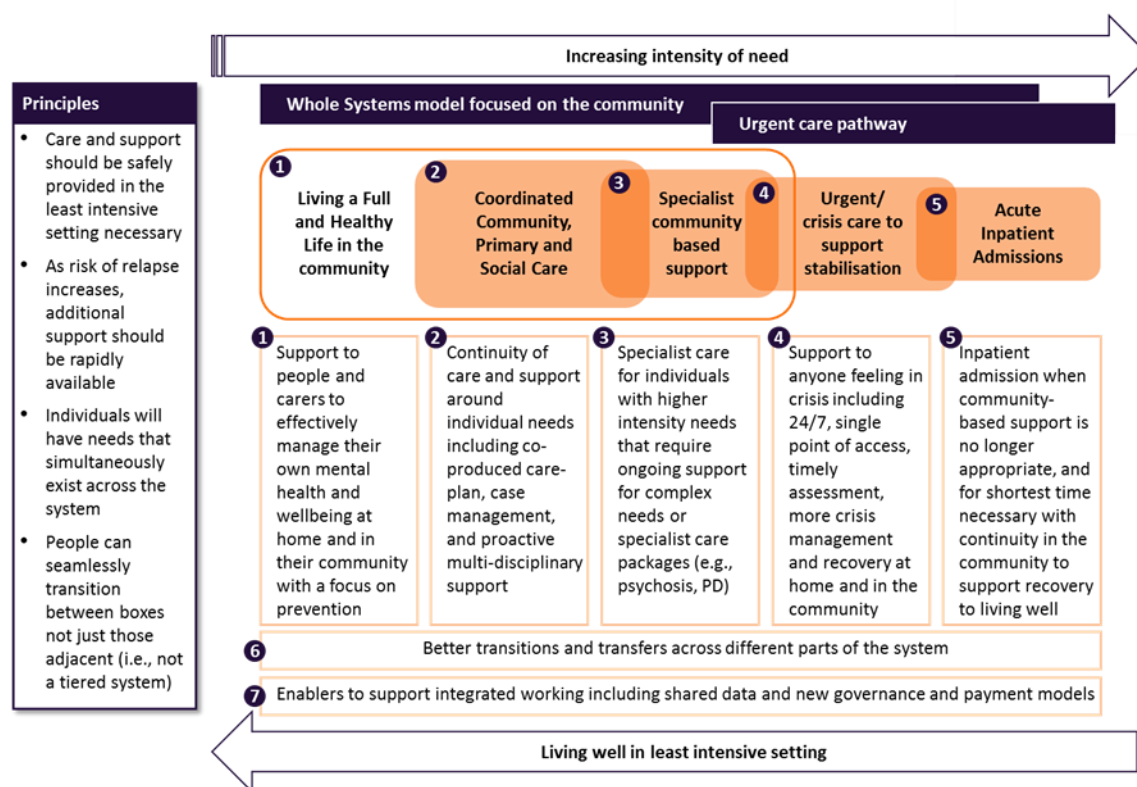 Increasing intensity of need
Principles
• Care and support
should be safely
provided in the
least intensive
setting necessary
• As risk of relapse
increases,
additional
support should
be rapidly
available
• Individuals will
have needs that
simultaneously
exist across the
system
• People can
seamlessly
transition
between boxes
not just those
adjacent (i.e., not
a tiered system)
Whole Systems model focused on the community
Urgent care pathway
1
Living a Full
and Healthy
Life in the
community
2
Coordinated
Community,
Primary and
Social Care
3
Specialist
community
based
support
4
Urgent/
crisis care to
support
stabilisation
5
Acute
Inpatient
Admissions
1
Support to
people and
carers to
effectively
manage their
own mental
health and
wellbeing at
home and in
their community
with a focus on
prevention
2
Continuity of
care and support
around
individual needs
including co-
produced care-
plan, case
management,
and proactive
multi-disciplinary
support
3
Specialist care
for individuals
with higher
intensity needs
that require
ongoing support
for complex
needs or
specialist care
packages (e.g.,
psychosis, PD)
4
Support to
anyone feeling in
crisis including
24/7, single
point of access,
timely
assessment,
more crisis
management
and recovery at
home and in the
community
5
Inpatient
admission when
community-
based support is
no longer
appropriate, and
for shortest time
necessary with
continuity in the
community to
support recovery
to living well
6
Better transitions and transfers across different parts of the system
7
Enablers to support integrated working including shared data and new governance and payment models
Living well in least intensive setting